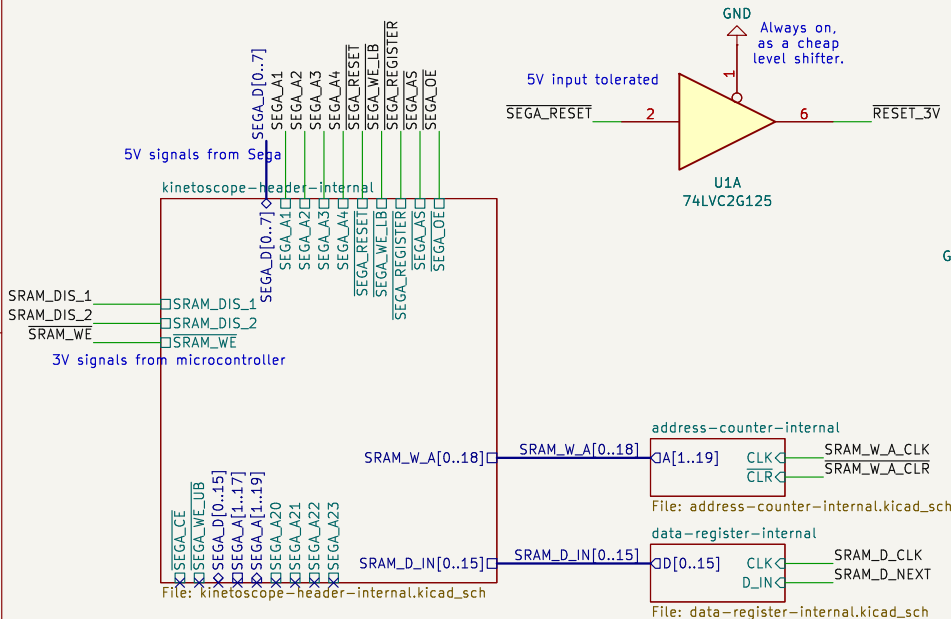 GND
Always on,
as a cheap
level shifter.
1
5V input tolerated
SEGA_RESET
2
6
RESET_3V
U1A
74LVC2G125
G
SEGA_D[0..7]
SEGA_A1
SEGA_A2
SEGA_A3
SEGA_A4
SEGA_RESET
SEGA_WE_LB
SEGA_REGISTER
SEGA_AS
SEGA_OE
5V signals from Sega
kinetoscope-header-internal
SEGA_D[0..7]
SEGA_A1
SEGA_A2
SEGA_A3
SEGA_A4
SEGA_RESET
SEGA_WE_LB
SEGA_REGISTER
SEGA_AS
SEGA_OE
SRAM_DIS_1
SRAM_DIS_2
SRAM_WE
SRAM_DIS_1
SRAM_DIS_2
SRAM_WE
3V signals from microcontroller
SRAM_W_A[0..18]
SRAM_W_A[0..18]
SRAM_D_IN[0..15]
SRAM_D_IN[0..15]
SEGA_CE
SEGA_WE_UB
SEGA_D[0..15]
SEGA_A[1..17]
SEGA_A[1..19]
SEGA_A20
SEGA_A21
SEGA_A22
SEGA_A23
File: kinetoscope-header-internal.kicad_sch
address-counter-internal
A[1..19]
CLK
CLR
SRAM_W_A_CLK
SRAM_W_A_CLR
File: address-counter-internal.kicad_sch
data-register-internal
D[0..15]
CLK
D_IN
SRAM_D_CLK
SRAM_D_NEXT
File: data-register-internal.kicad_sch